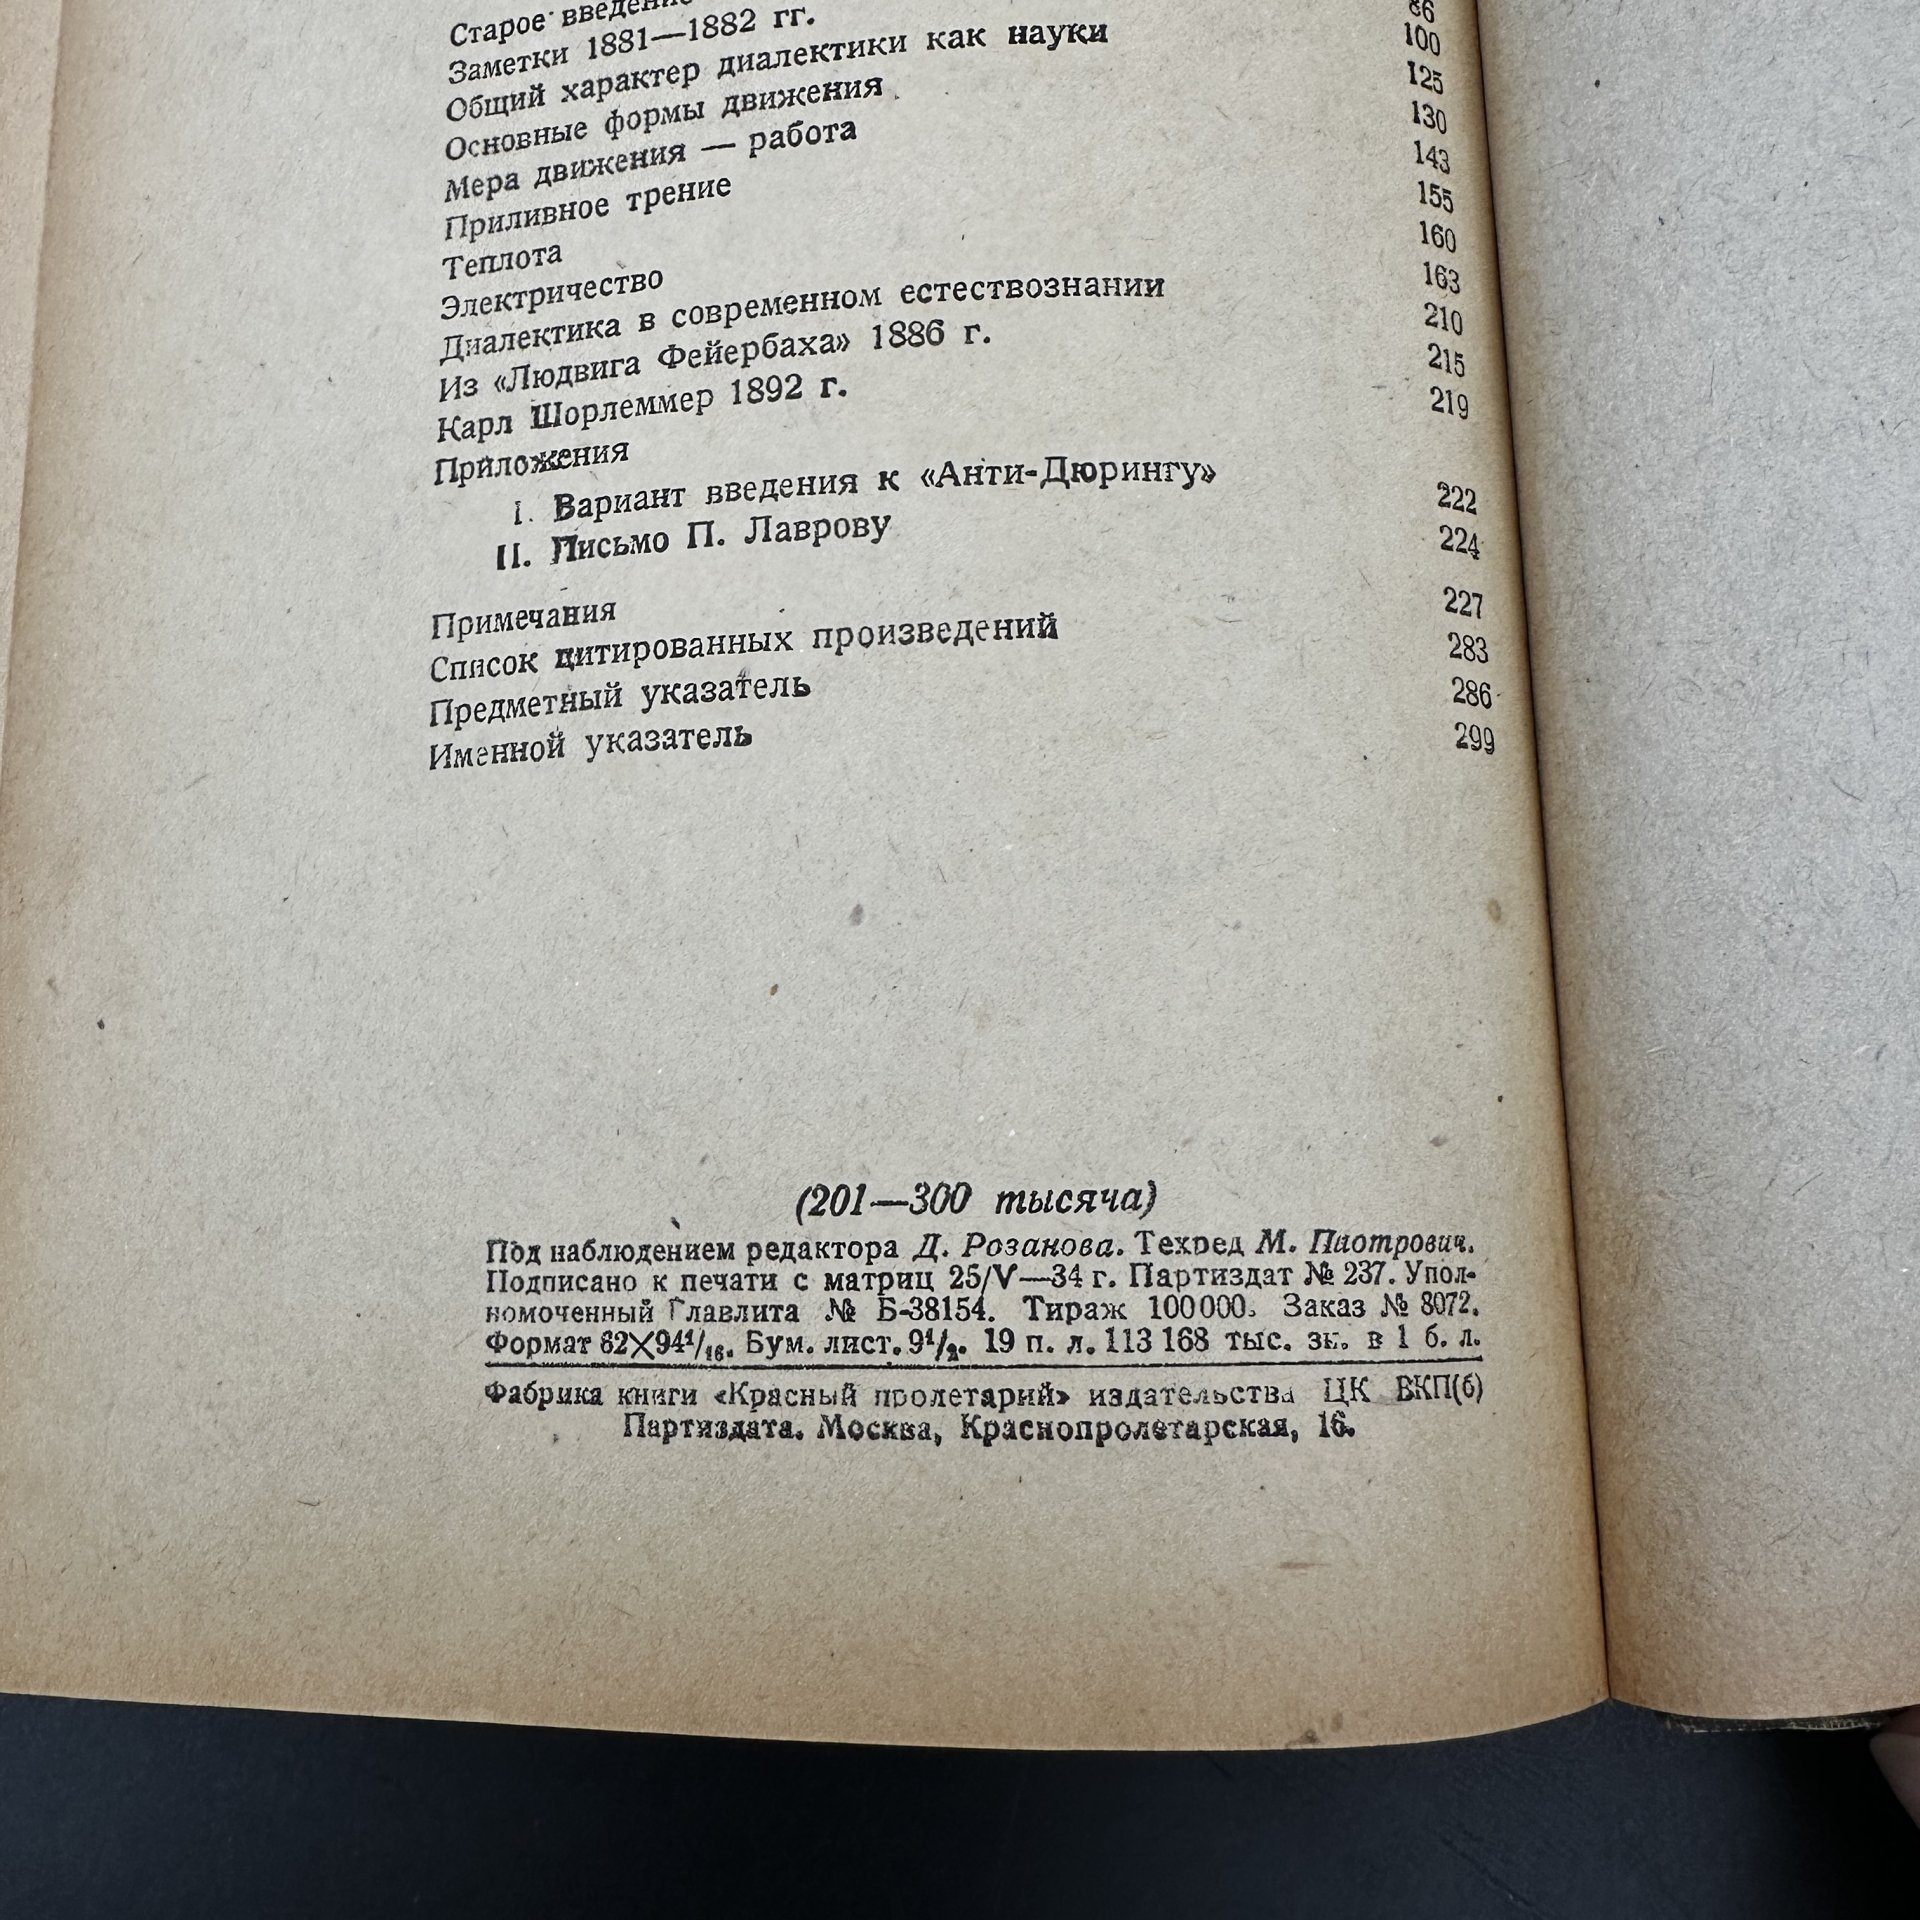 Старое введение 86
Заметки 1881—1882 гг. 100
Общий характер диалектики как науки 125
Основные формы движения 130
Мера движения — работа 143
Приливное трение 155
Теплота 160
Электричество 163
Диалектика в современном естествознании 210
Из «Людвига Фейербаха» 1886 г. 215
Карл Шорлеммер 1892 г. 219
Приложения
I. Вариант введения к «Анти-Дюрингу» 222
II. Письмо П. Лаврову 224
Примечания 227
Список цитированных произведений 283
Предметный указатель 286
Именной указатель 299
(201—300 тысяча)
Под наблюдением редактора Д. Розанова. Техред М. Пиотрович.
Подписано к печати с матриц 25/V—34 г. Партиздат № 237. Упол-
номоченный Главлита № Б-38154. Тираж 100000. Заказ № 8072.
Формат 62×94¹/₁₆. Бум. лист. 9¹/₂. 19 п. л. 113 168 тыс. зн. в 1 б. л.
Фабрика книги «Красный пролетарий» издательства ЦК ВКП(б)
Партиздата. Москва, Краснопролетарская, 16.